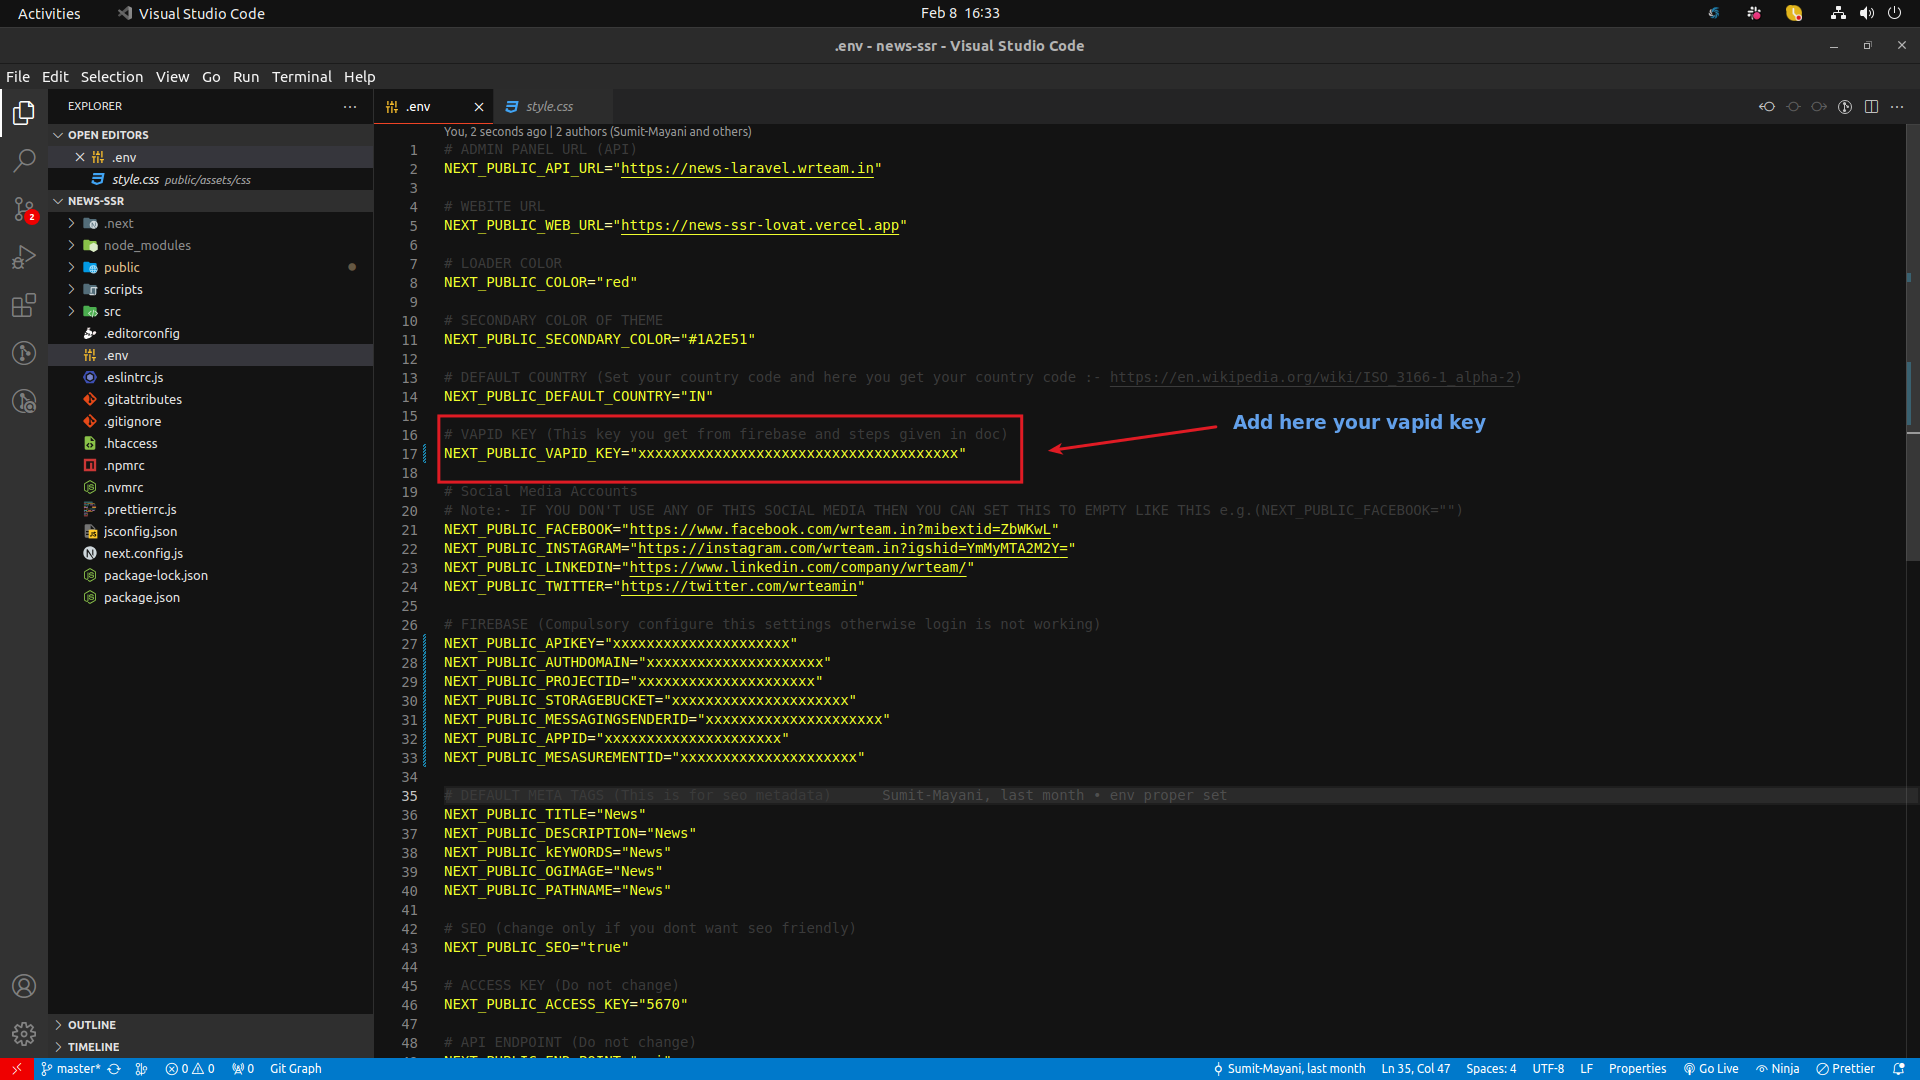 Activities
Visual Studio Code
Feb 8 16:33
.env - news-ssr - Visual Studio Code
File Edit Selection View Go Run Terminal Help
EXPLORER
OPEN EDITORS
.env
style.css public/assets/css
NEWS-SSR
.next
node_modules
public
scripts
src
.editorconfig
.env
.eslintrc.js
.gitattributes
.gitignore
.htaccess
.npmrc
.nvmrc
.prettierrc.js
jsconfig.json
next.config.js
package-lock.json
package.json
OUTLINE
TIMELINE
2
.env
style.css
You, 2 seconds ago | 2 authors (Sumit-Mayani and others)
1 # ADMIN PANEL URL (API)
2 NEXT_PUBLIC_API_URL="https://news-laravel.wrteam.in"
3
4 # WEBITE URL
5 NEXT_PUBLIC_WEB_URL="https://news-ssr-lovat.vercel.app"
6
7 # LOADER COLOR
8 NEXT_PUBLIC_COLOR="red"
9
10 # SECONDARY COLOR OF THEME
11 NEXT_PUBLIC_SECONDARY_COLOR="#1A2E51"
12
13 # DEFAULT COUNTRY (Set your country code and here you get your country code :- https://en.wikipedia.org/wiki/ISO_3166-1_alpha-2)
14 NEXT_PUBLIC_DEFAULT_COUNTRY="IN"
15
16 # VAPID KEY (This key you get from firebase and steps given in doc)
17 NEXT_PUBLIC_VAPID_KEY="xxxxxxxxxxxxxxxxxxxxxxxxxxxxxxxxxxxxxx"
Add here your vapid key
18
19 # Social Media Accounts
20 # Note:- IF YOU DON'T USE ANY OF THIS SOCIAL MEDIA THEN YOU CAN SET THIS TO EMPTY LIKE THIS e.g.(NEXT_PUBLIC_FACEBOOK="")
21 NEXT_PUBLIC_FACEBOOK="https://www.facebook.com/wrteam.in?mibextid=ZbWKwL"
22 NEXT_PUBLIC_INSTAGRAM="https://instagram.com/wrteam.in?igshid=YmMyMTA2M2Y="
23 NEXT_PUBLIC_LINKEDIN="https://www.linkedin.com/company/wrteam/"
24 NEXT_PUBLIC_TWITTER="https://twitter.com/wrteamin"
25
26 # FIREBASE (Compulsory configure this settings otherwise login is not working)
27 NEXT_PUBLIC_APIKEY="xxxxxxxxxxxxxxxxxxxxx"
28 NEXT_PUBLIC_AUTHDOMAIN="xxxxxxxxxxxxxxxxxxxxx"
29 NEXT_PUBLIC_PROJECTID="xxxxxxxxxxxxxxxxxxxxx"
30 NEXT_PUBLIC_STORAGEBUCKET="xxxxxxxxxxxxxxxxxxxxx"
31 NEXT_PUBLIC_MESSAGINGSENDERID="xxxxxxxxxxxxxxxxxxxxx"
32 NEXT_PUBLIC_APPID="xxxxxxxxxxxxxxxxxxxxx"
33 NEXT_PUBLIC_MESASUREMENTID="xxxxxxxxxxxxxxxxxxxxx"
34
35 # DEFAULT META TAGS (This is for seo metadata) Sumit-Mayani, last month • env proper set
36 NEXT_PUBLIC_TITLE="News"
37 NEXT_PUBLIC_DESCRIPTION="News"
38 NEXT_PUBLIC_kEYWORDS="News"
39 NEXT_PUBLIC_OGIMAGE="News"
40 NEXT_PUBLIC_PATHNAME="News"
41
42 # SEO (change only if you dont want seo friendly)
43 NEXT_PUBLIC_SEO="true"
44
45 # ACCESS KEY (Do not change)
46 NEXT_PUBLIC_ACCESS_KEY="5670"
47
48 # API ENDPOINT (Do not change)
master* 0 0 0 Git Graph
Sumit-Mayani, last month Ln 35, Col 47 Spaces: 4 UTF-8 LF Properties Go Live Ninja Prettier